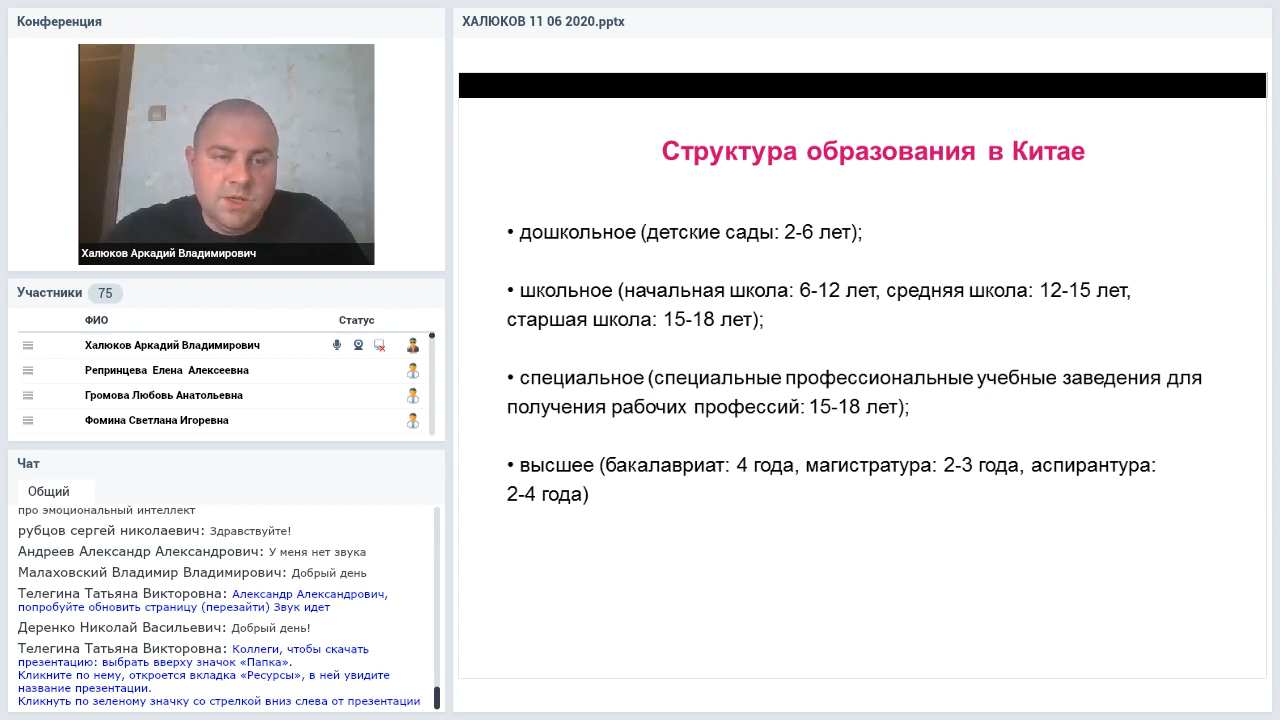 Конференция
Халюков Аркадий Владимирович
Участники 75
ФИО Статус
Халюков Аркадий Владимирович
Репринцева Елена Алексеевна
Громова Любовь Анатольевна
Фомина Светлана Игоревна
Чат
Общий
про эмоциональный интеллект
рубцов сергей николаевич: Здравствуйте!
Андреев Александр Александрович: У меня нет звука
Малаховский Владимир Владимирович: Добрый день
Телегина Татьяна Викторовна: Александр Александрович,
попробуйте обновить страницу (перезайти) Звук идет
Деренко Николай Васильевич: Добрый день!
Телегина Татьяна Викторовна: Коллеги, чтобы скачать
презентацию: выбрать вверху значок «Папка».
Кликните по нему, откроется вкладка «Ресурсы», в ней увидите
название презентации.
Кликнуть по зеленому значку со стрелкой вниз слева от презентации
ХАЛЮКОВ 11 06 2020.pptx
Структура образования в Китае
• дошкольное (детские сады: 2-6 лет);
• школьное (начальная школа: 6-12 лет, средняя школа: 12-15 лет,
старшая школа: 15-18 лет);
• специальное (специальные профессиональные учебные заведения для
получения рабочих профессий: 15-18 лет);
• высшее (бакалавриат: 4 года, магистратура: 2-3 года, аспирантура:
2-4 года)